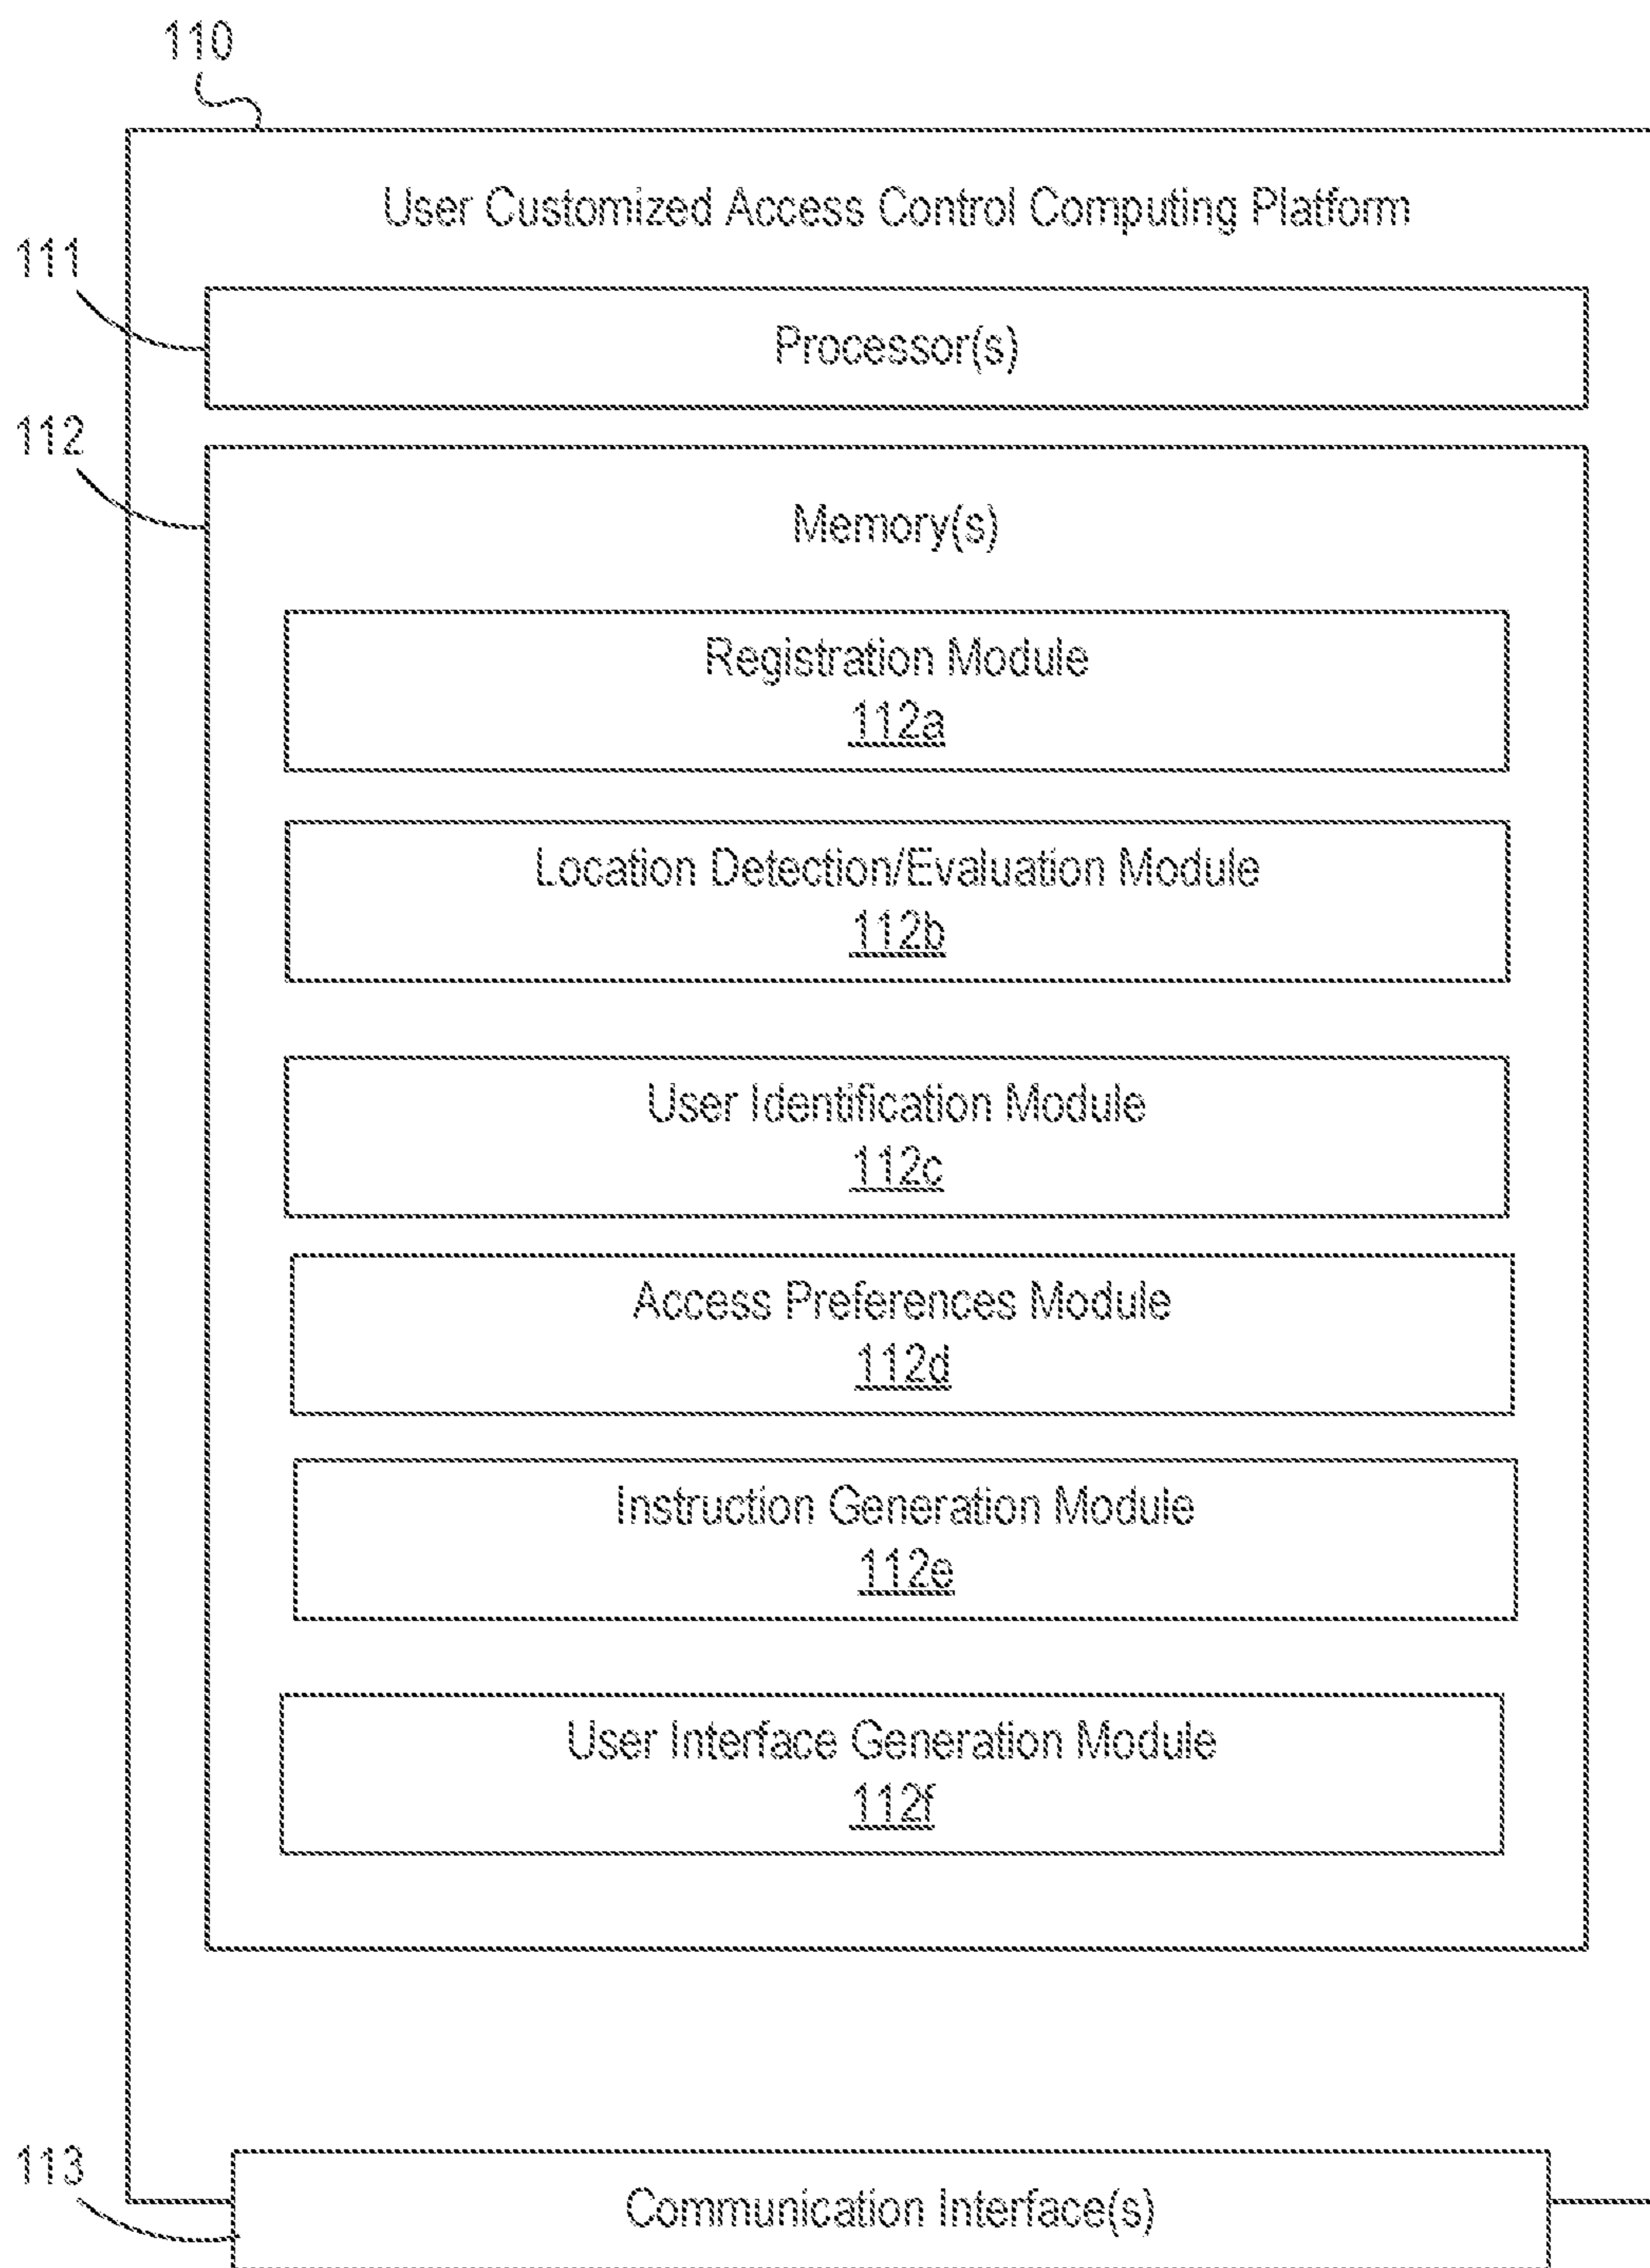 110
User Customized Access Control Computing Platform
111
Processor(s)
112
Memory(s)
Registration Module
112a
Location Detection/Evaluation Module
112b
User Identification Module
112c
Access Preferences Module
112d
Instruction Generation Module
112e
User Interface Generation Module
112f
113
Communication Interface(s)